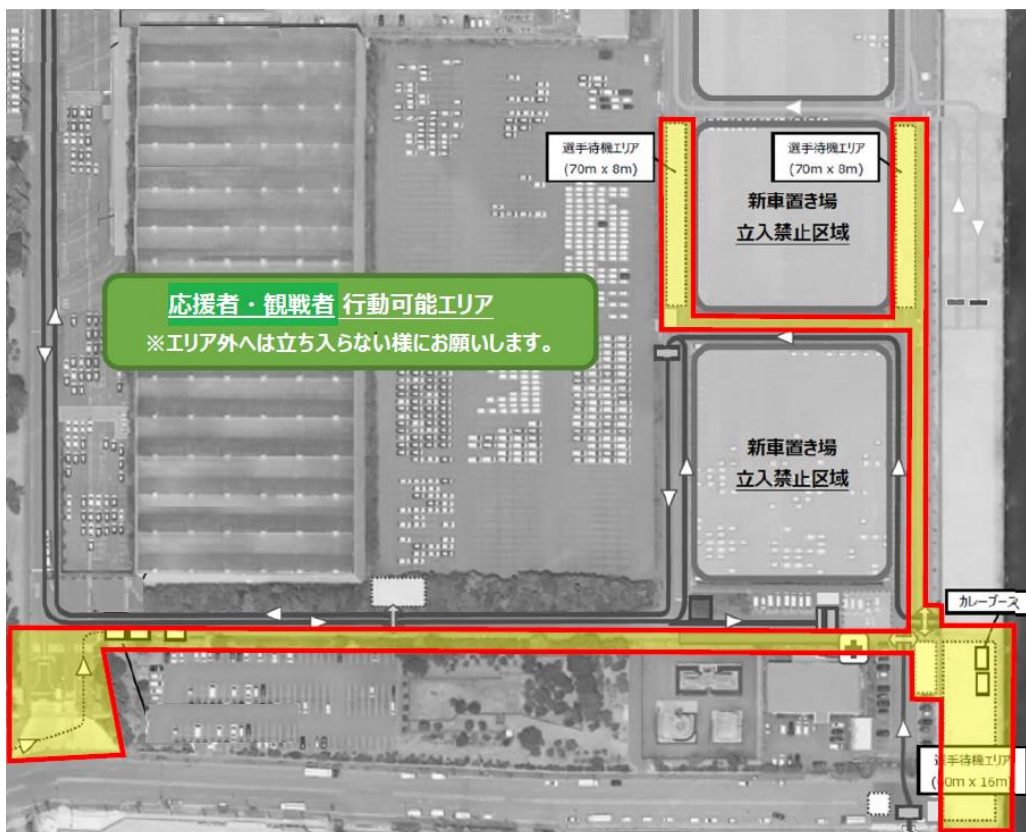 選手待機エリア
(70m x 8m)
選手待機エリア
(70m x 8m)
新車置き場
立入禁止区域
応援者・観戦者 行動可能エリア
※エリア外へは立ち入らない様にお願いします。
新車置き場
立入禁止区域
カレーブース
選手待機エリア
(60m x 16m)